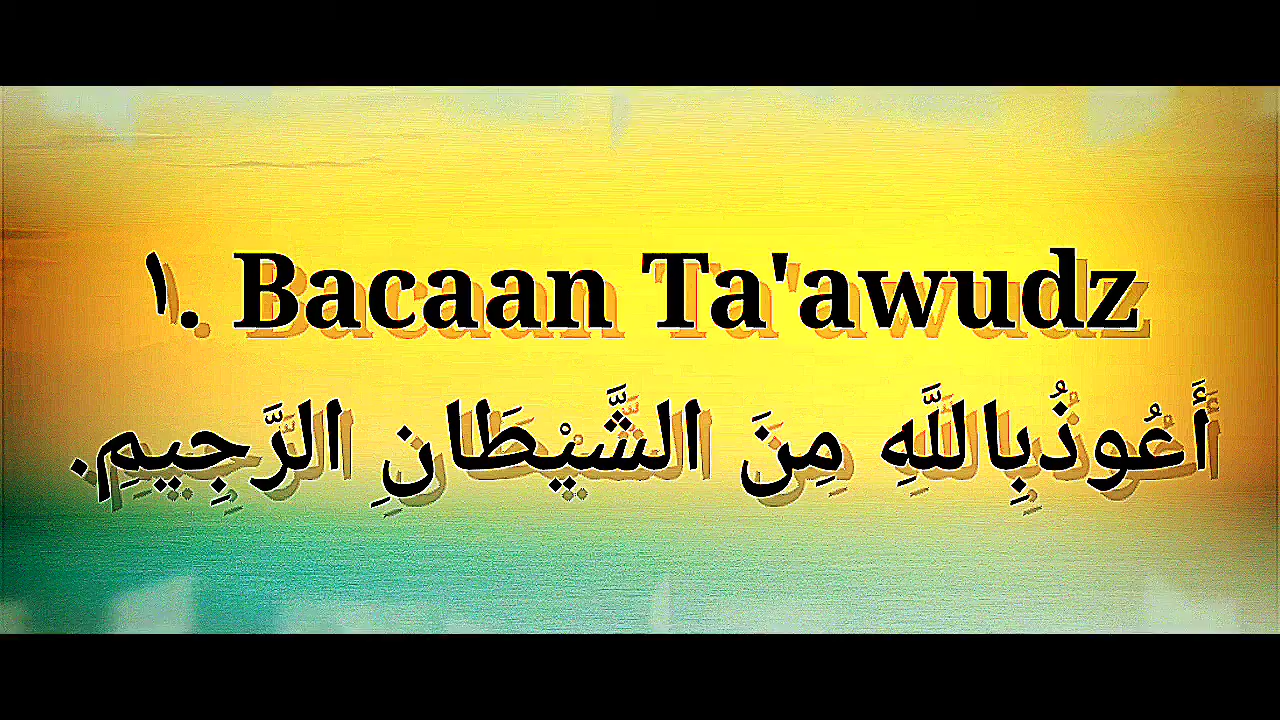 ١. Bacaan Ta'awudz
أَعُوذُبِاللَّهِ مِنَ الشَّيْطَانِ الرَّجِيمِ.